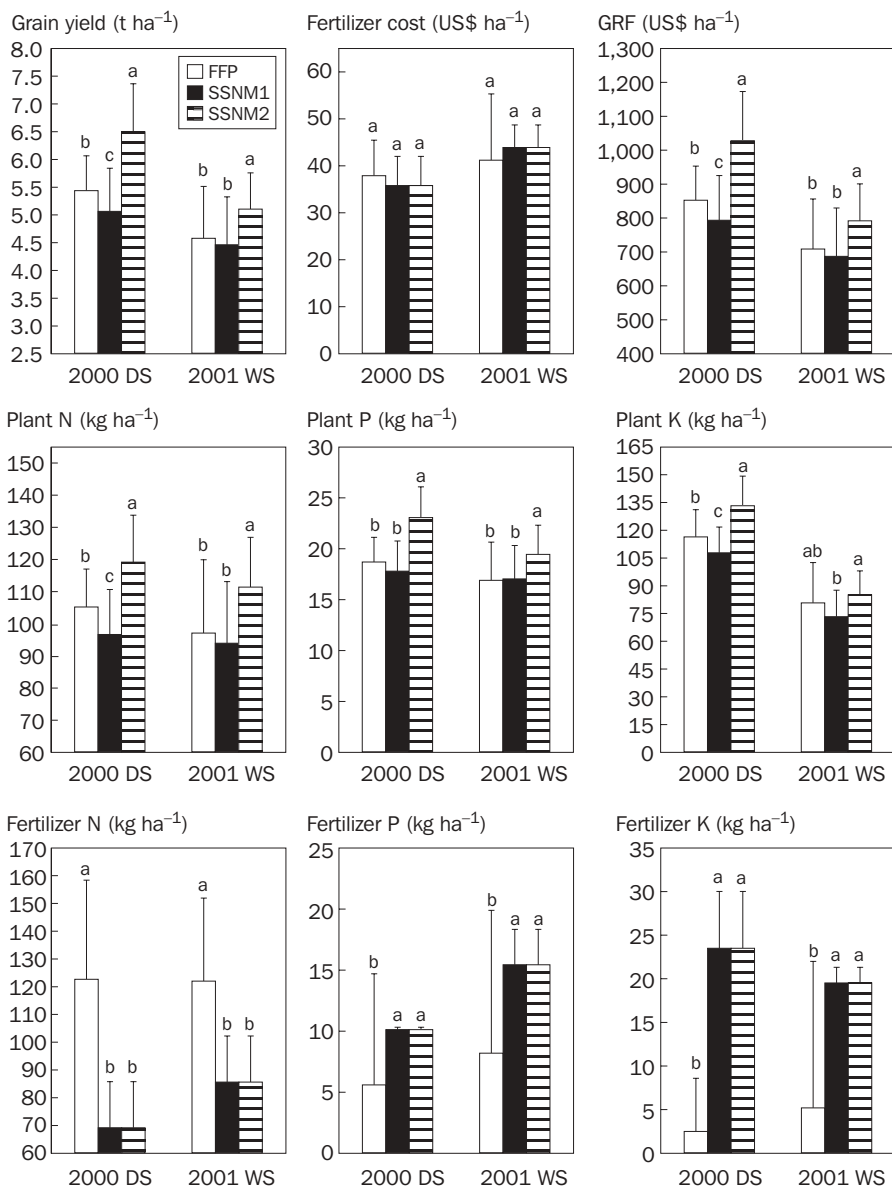 Grain yield (t ha⁻¹)
8.0
7.5
7.0
6.5
6.0
5.5
5.0
4.5
4.0
3.5
3.0
2.5
FFP
SSNM1
SSNM2
b
c
a
b
b
a
2000 DS
2001 WS
Fertilizer cost (US$ ha⁻¹)
60
50
40
30
20
10
0
a
a
a
a
a
a
2000 DS
2001 WS
GRF (US$ ha⁻¹)
1,300
1,200
1,100
1,000
900
800
700
600
500
400
b
c
a
b
b
a
2000 DS
2001 WS
Plant N (kg ha⁻¹)
150
140
130
120
110
100
90
80
70
60
b
c
a
b
b
a
2000 DS
2001 WS
Plant P (kg ha⁻¹)
30
25
20
15
10
5
0
b
b
a
b
b
a
2000 DS
2001 WS
Plant K (kg ha⁻¹)
165
150
135
120
105
90
75
60
45
30
15
0
b
c
a
ab
b
a
2000 DS
2001 WS
Fertilizer N (kg ha⁻¹)
170
160
150
140
130
120
110
100
90
80
70
60
a
b
b
a
b
b
2000 DS
2001 WS
Fertilizer P (kg ha⁻¹)
25
20
15
10
5
0
b
a
a
b
a
a
2000 DS
2001 WS
Fertilizer K (kg ha⁻¹)
35
30
25
20
15
10
5
0
b
a
a
b
a
a
2000 DS
2001 WS